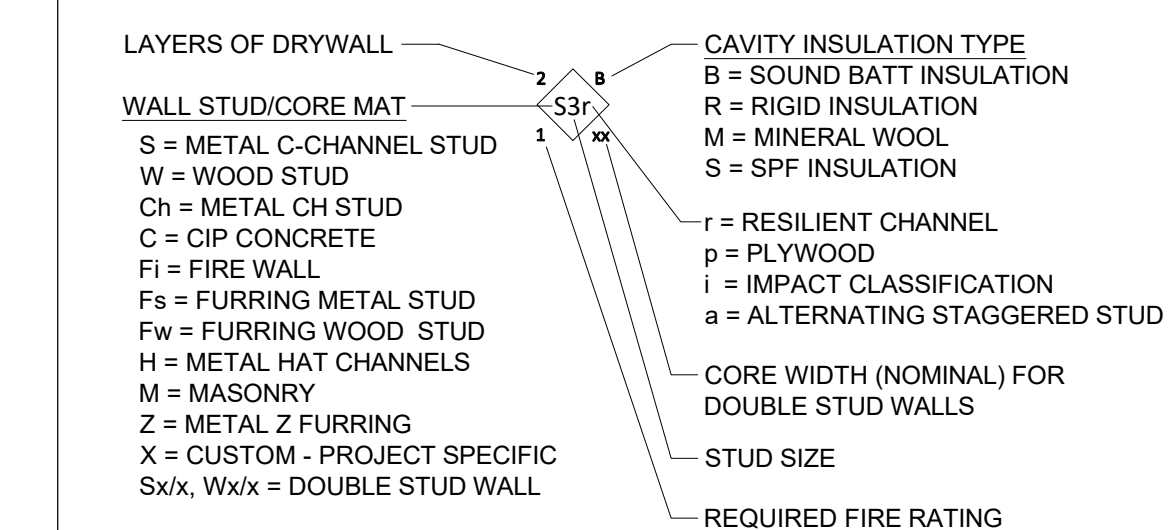 LAYERS OF DRYWALL
WALL STUD/CORE MAT
S = METAL C-CHANNEL STUD
W = WOOD STUD
Ch = METAL CH STUD
C = CIP CONCRETE
Fi = FIRE WALL
Fs = FURRING METAL STUD
Fw = FURRING WOOD STUD
H = METAL HAT CHANNELS
M = MASONRY
Z = METAL Z FURRING
X = CUSTOM - PROJECT SPECIFIC
Sx/x, Wx/x = DOUBLE STUD WALL
2 B
S3r
1 xx
CAVITY INSULATION TYPE
B = SOUND BATT INSULATION
R = RIGID INSULATION
M = MINERAL WOOL
S = SPF INSULATION
r = RESILIENT CHANNEL
p = PLYWOOD
i = IMPACT CLASSIFICATION
a = ALTERNATING STAGGERED STUD
CORE WIDTH (NOMINAL) FOR
DOUBLE STUD WALLS
STUD SIZE
REQUIRED FIRE RATING